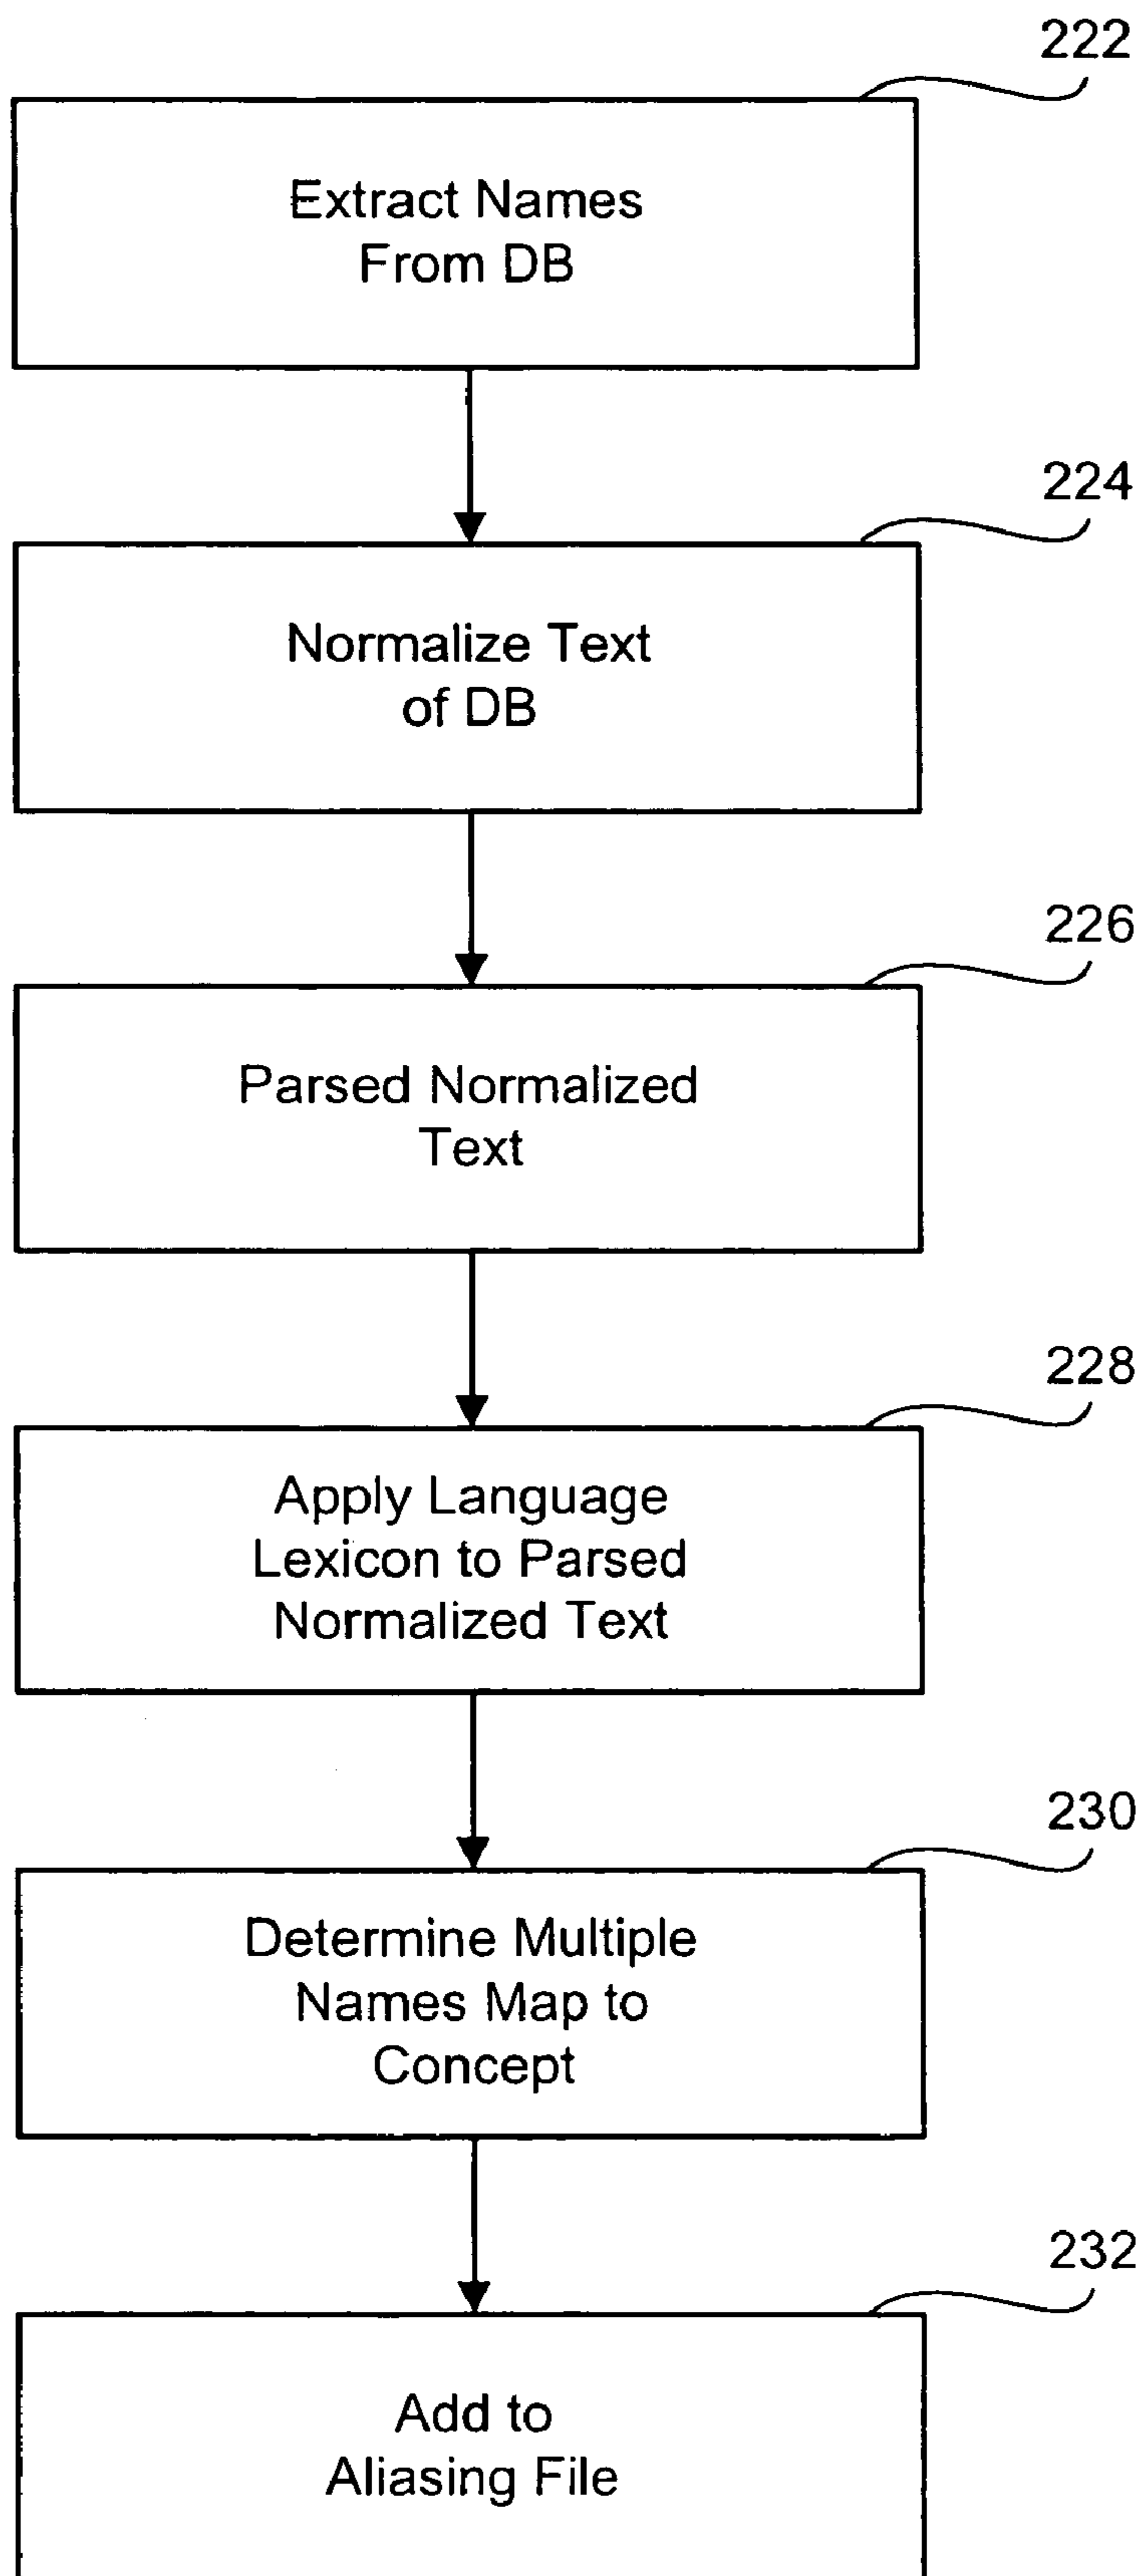 222
Extract Names
From DB
224
Normalize Text
of DB
226
Parsed Normalized
Text
228
Apply Language
Lexicon to Parsed
Normalized Text
230
Determine Multiple
Names Map to
Concept
232
Add to
Aliasing File